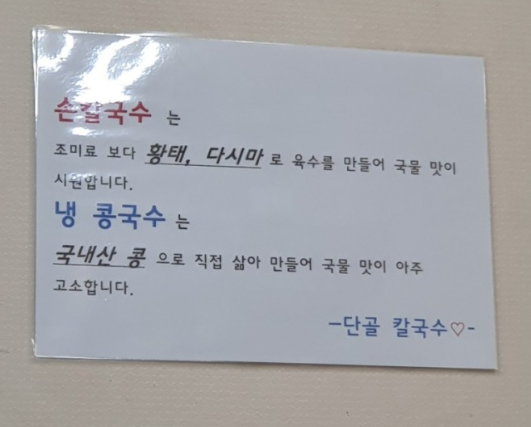 손칼국수 는
조미료 보다 황태, 다시마 로 육수를 만들어 국물 맛이
시원합니다.
냉 콩국수 는
국내산 콩 으로 직접 삶아 만들어 국물 맛이 아주
고소합니다.
-단골 칼국수♡-